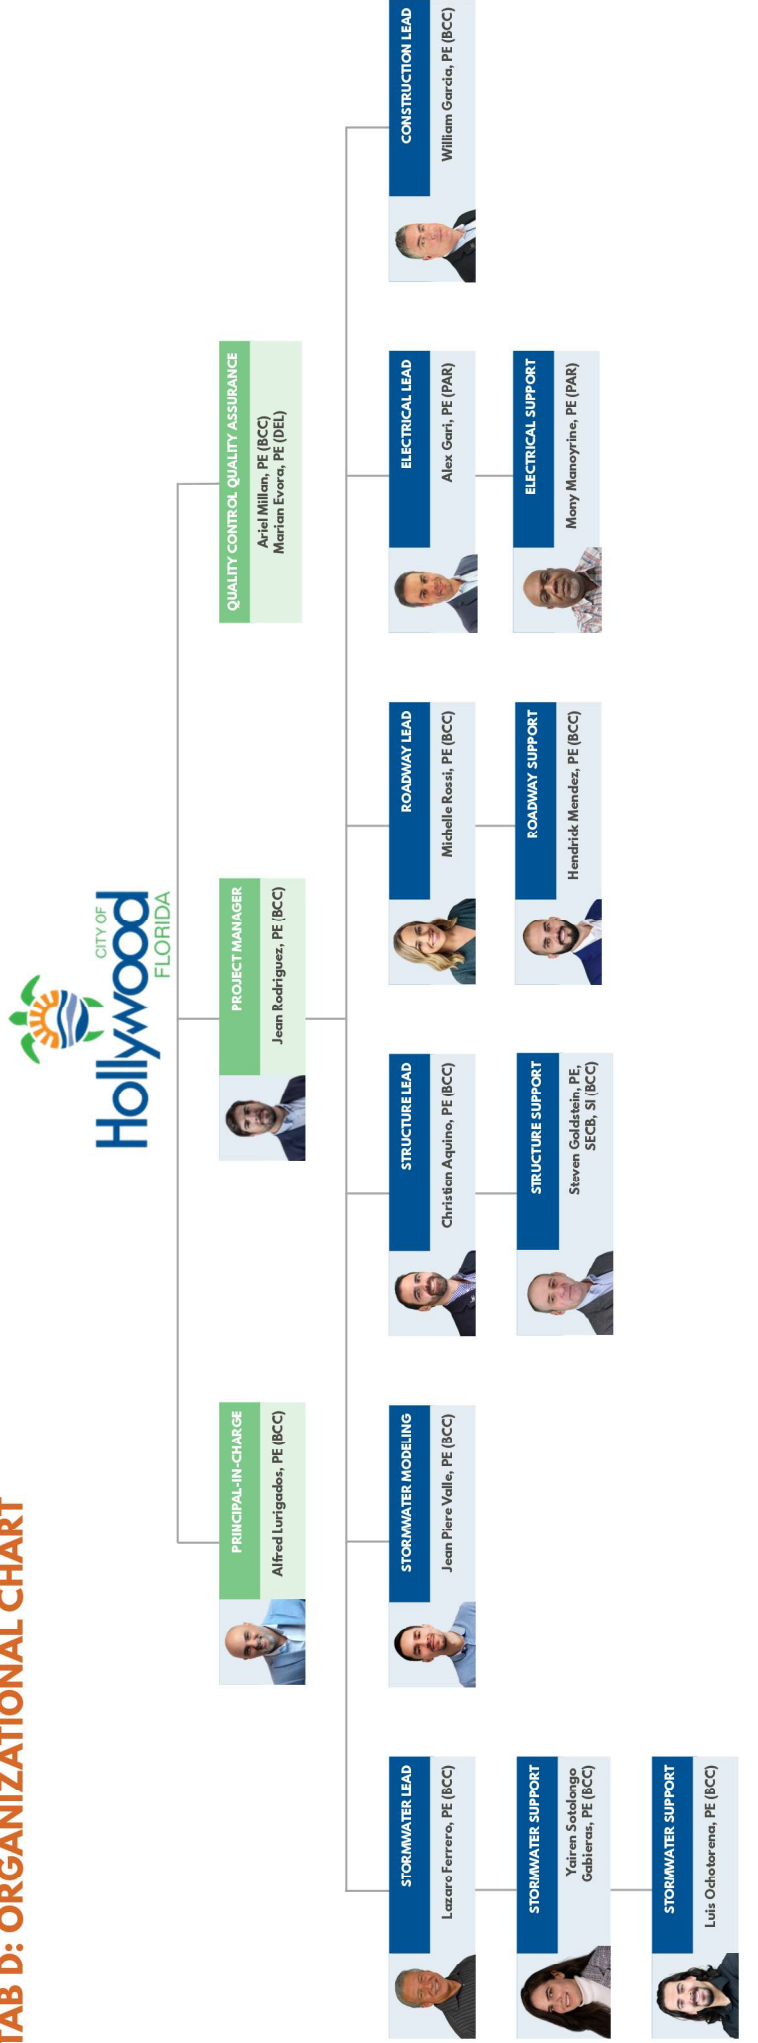 TAB D: ORGANIZATIONAL CHART
CITY OF
Hollywood
FLORIDA
PRINCIPAL-IN-CHARGE
Alfred Lurigados, PE (BCC)
PROJECT MANAGER
Jean Rodriguez, PE (BCC)
QUALITY CONTROL QUALITY ASSURANCE
Ariel Millan, PE (BCC)
Marian Evora, PE (DEL)
STORMWATER LEAD
Lazaro Ferrero, PE (BCC)
STORMWATER SUPPORT
Yairen Sotolongo
Gabieras, PE (BCC)
STORMWATER SUPPORT
Luis Ochotorena, PE (BCC)
STORMWATER MODELING
Jean Piere Valle, PE (BCC)
STRUCTURE LEAD
Christian Aquino, PE (BCC)
STRUCTURE SUPPORT
Steven Goldstein, PE,
SECB, SI (BCC)
ROADWAY LEAD
Michelle Rossi, PE (BCC)
ROADWAY SUPPORT
Hendrick Mendez, PE (BCC)
ELECTRICAL LEAD
Alex Gari, PE (PAR)
ELECTRICAL SUPPORT
Mony Manoyrine, PE (PAR)
CONSTRUCTION LEAD
William Garcia, PE (BCC)